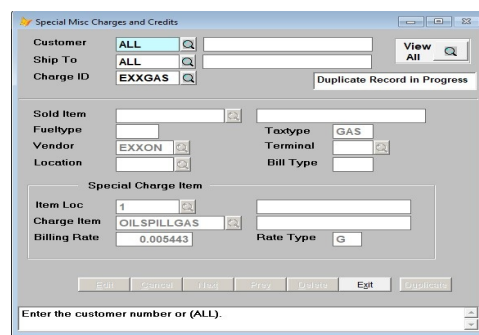 Special Misc Charges and Credits
Customer ALL View All
Ship To ALL
Charge ID EXXGAS Duplicate Record in Progress
Sold Item
Fueltype Taxtype GAS
Vendor EXXON Terminal
Location Bill Type
Special Charge Item
Item Loc 1
Charge Item OILSPILLGAS
Billing Rate 0.005443 Rate Type G
Edit Cancel Next Prev Delete Exit Duplicate
Enter the customer number or (ALL).